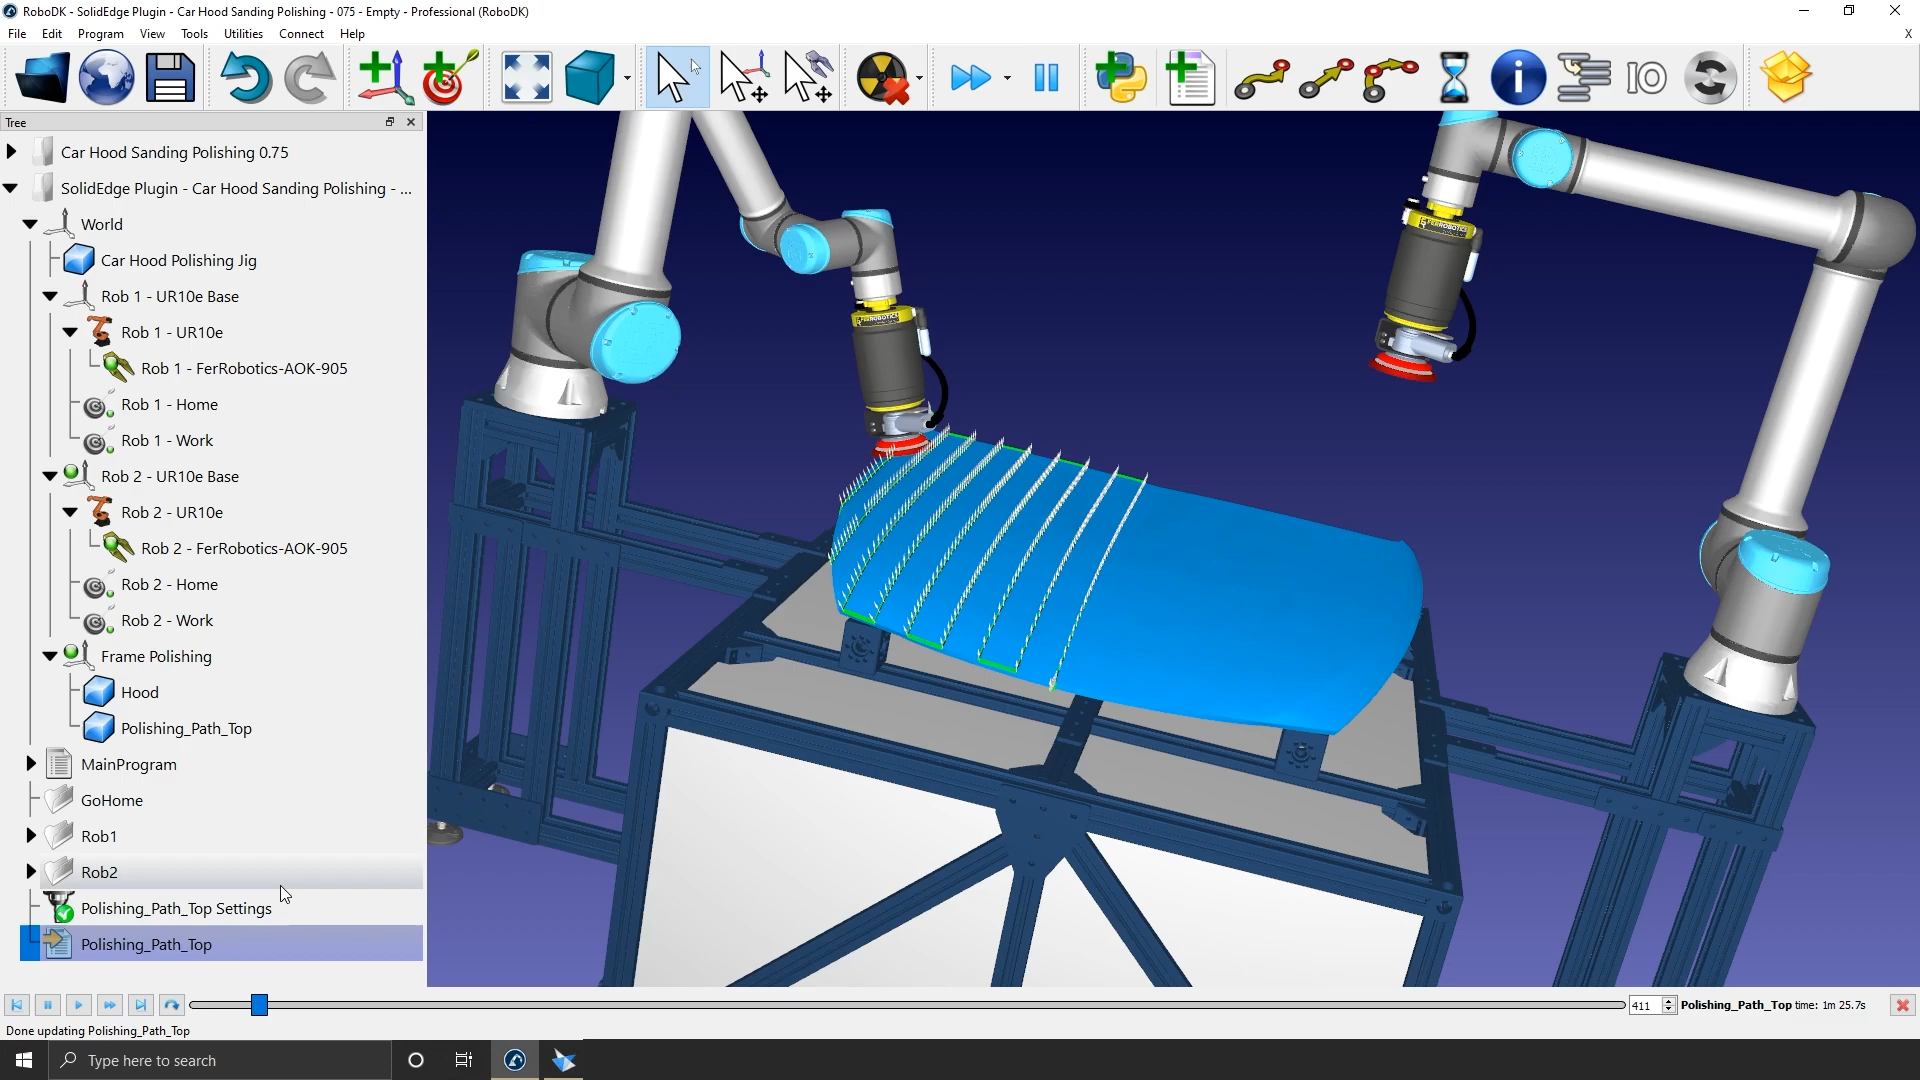 RoboDK - SolidEdge Plugin - Car Hood Sanding Polishing - 075 - Empty - Professional (RoboDK)
File Edit Program View Tools Utilities Connect Help
X
IO
Tree
Car Hood Sanding Polishing 0.75
SolidEdge Plugin - Car Hood Sanding Polishing - ...
World
Car Hood Polishing Jig
Rob 1 - UR10e Base
Rob 1 - UR10e
Rob 1 - FerRobotics-AOK-905
Rob 1 - Home
Rob 1 - Work
Rob 2 - UR10e Base
Rob 2 - UR10e
Rob 2 - FerRobotics-AOK-905
Rob 2 - Home
Rob 2 - Work
Frame Polishing
Hood
Polishing_Path_Top
MainProgram
GoHome
Rob1
Rob2
Polishing_Path_Top Settings
Polishing_Path_Top
FERROBOTICS
FERROBOTICS
411 Polishing_Path_Top time: 1m 25.7s
Done updating Polishing_Path_Top
Type here to search